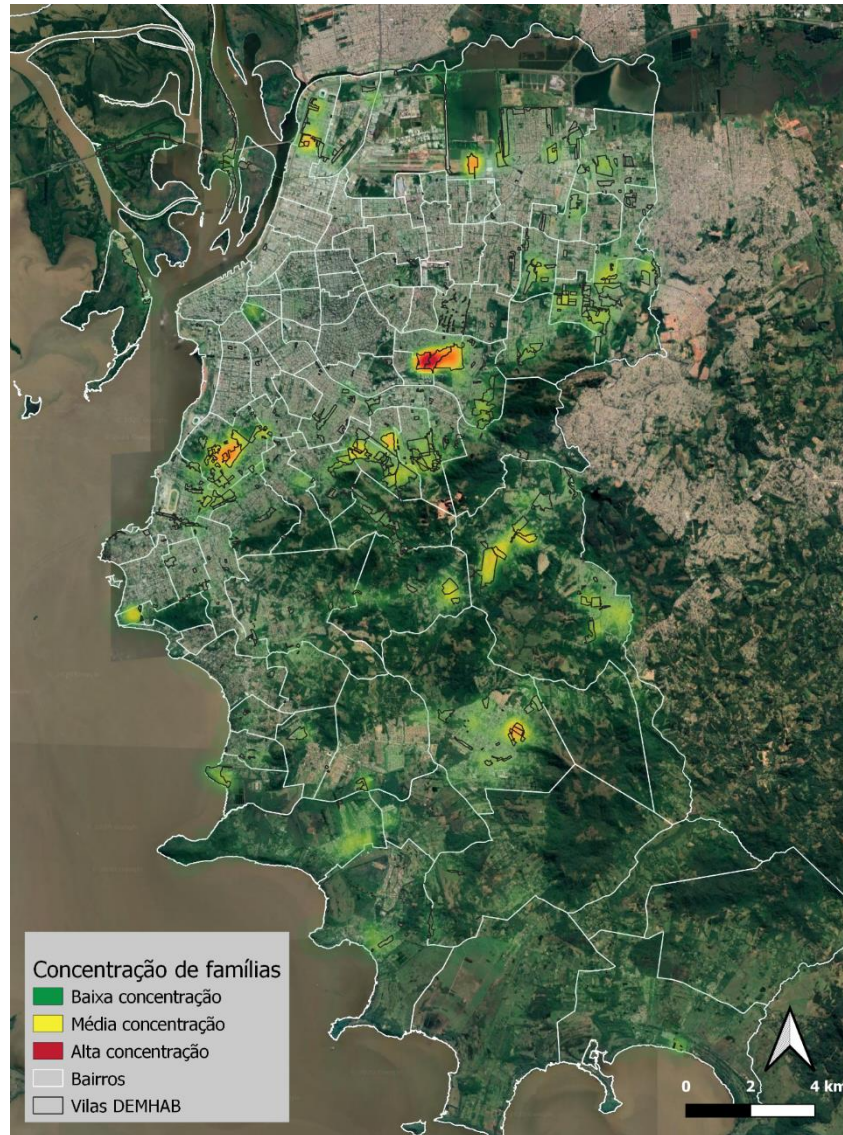 Concentração de famílias
Baixa concentração
Média concentração
Alta concentração
Bairros
Vilas DEMHAB
0 2 4 km